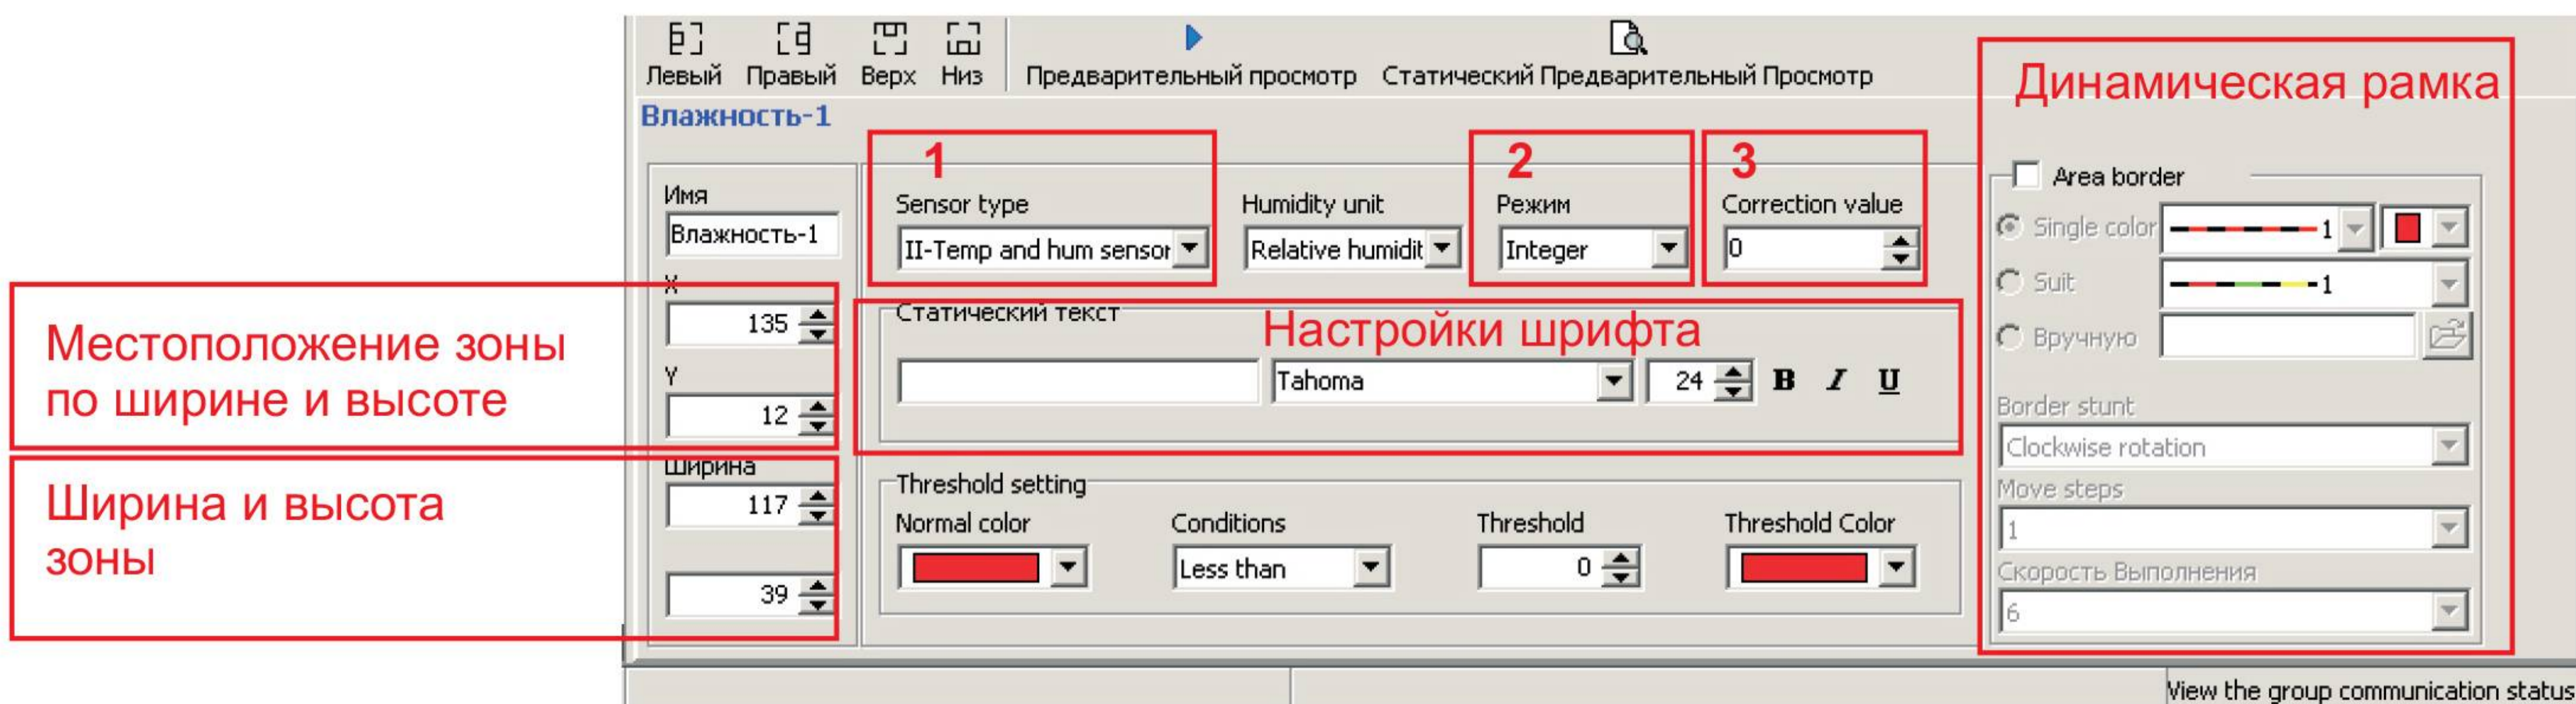 Левый Правый Верх Низ Предварительный просмотр Статический Предварительный Просмотр
Динамическая рамка
Влажность-1
1 2 3
Имя
Влажность-1
Sensor type Humidity unit Режим Correction value
II-Temp and hum sensor Relative humidit Integer 0
Area border
Single color 1
Suit 1
Вручную
Местоположение зоны
по ширине и высоте
X
135
Y
12
Статический текст
Настройки шрифта
Tahoma 24 B I U
Border stunt
Clockwise rotation
Move steps
1
Скорость Выполнения
6
Ширина и высота
зоны
Ширина
117
39
Threshold setting
Normal color Conditions Threshold Threshold Color
Less than 0
View the group communication status